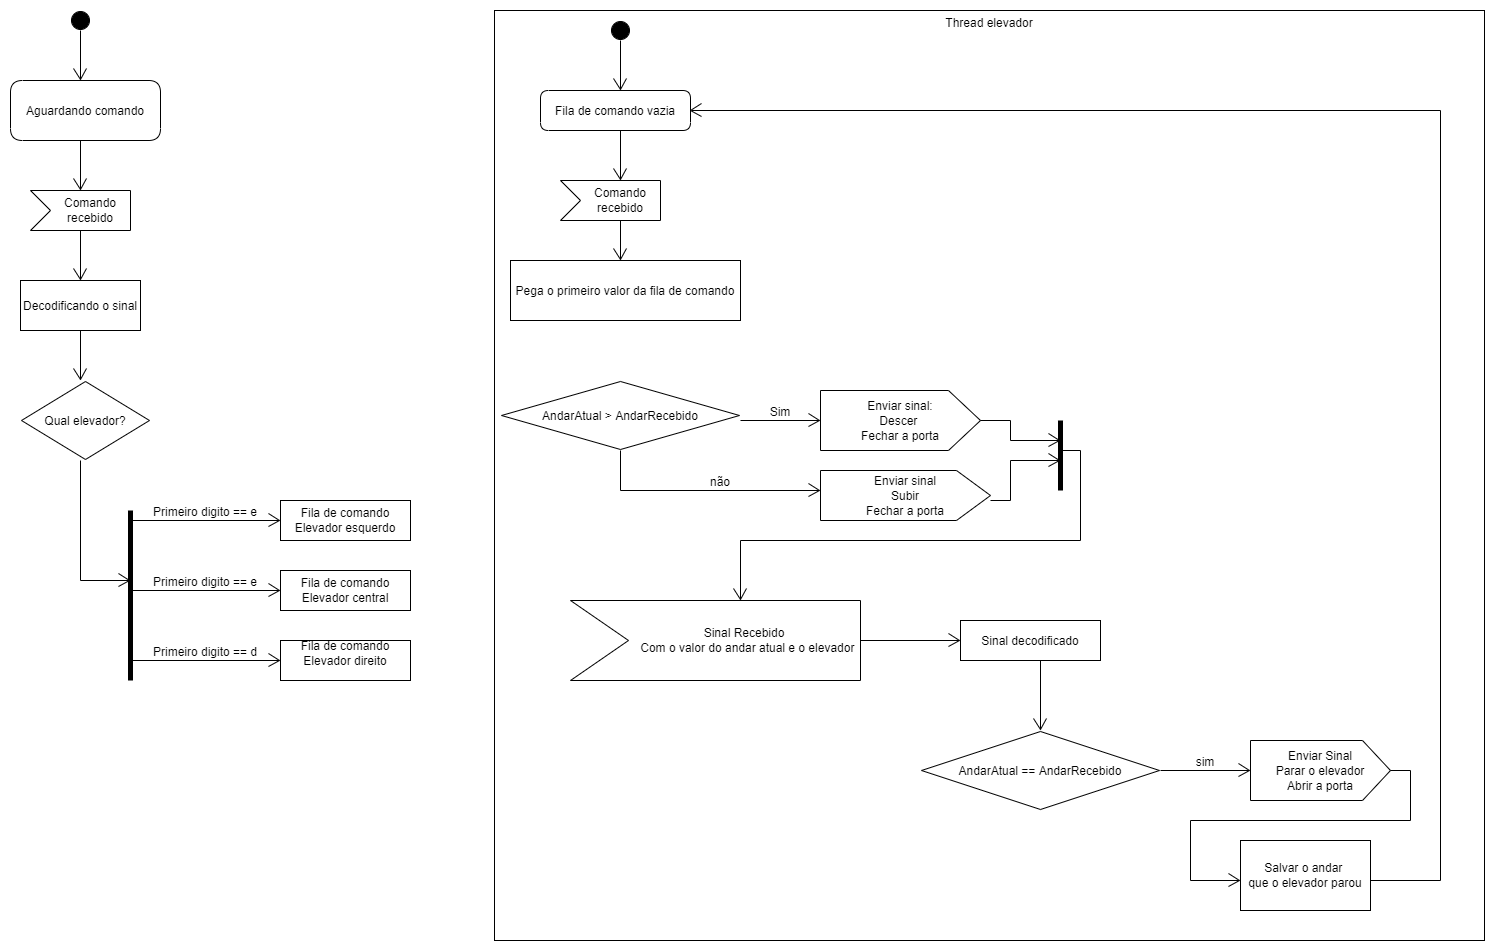 Aguardando comando
Comando
recebido
Decodificando o sinal
Qual elevador?
Primeiro digito == e
Fila de comando
Elevador esquerdo
Primeiro digito == e
Fila de comando
Elevador central
Primeiro digito == d
Fila de comando
Elevador direito
Thread elevador
Fila de comando vazia
Comando
recebido
Pega o primeiro valor da fila de comando
AndarAtual > AndarRecebido
Sim
Enviar sinal:
Descer
Fechar a porta
não
Enviar sinal
Subir
Fechar a porta
Sinal Recebido
Com o valor do andar atual e o elevador
Sinal decodificado
AndarAtual == AndarRecebido
sim
Enviar Sinal
Parar o elevador
Abrir a porta
Salvar o andar
que o elevador parou